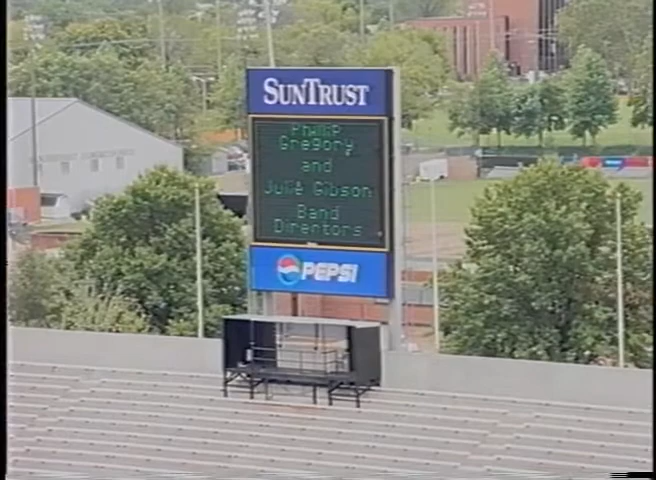 SUNTRUST
Phillip
Gregory
and
Julie Gibson
Band
Directors
PEPSI